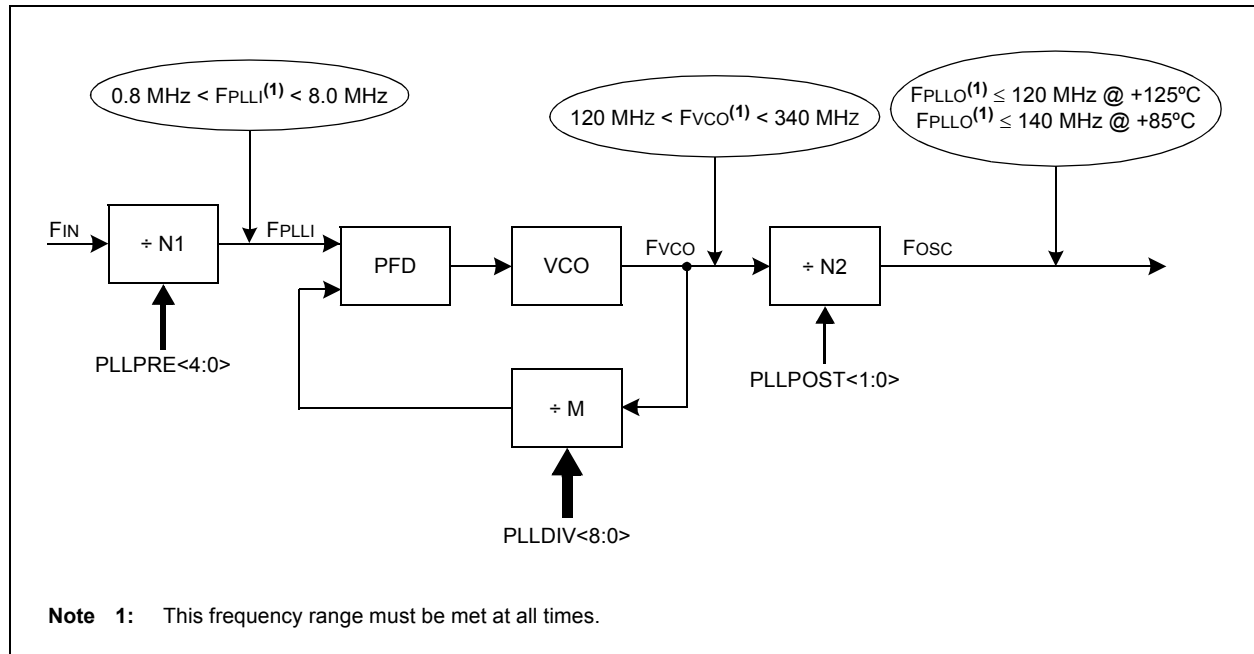 0.8 MHz < FPLLI(1) < 8.0 MHz
120 MHz < FVCO(1) < 340 MHz
FPLLO(1) ≤ 120 MHz @ +125ºC
FPLLO(1) ≤ 140 MHz @ +85ºC
FIN
÷ N1
FPLLI
PFD
VCO
FVCO
÷ N2
FOSC
PLLPRE<4:0>
÷ M
PLLPOST<1:0>
PLLDIV<8:0>
Note 1: This frequency range must be met at all times.